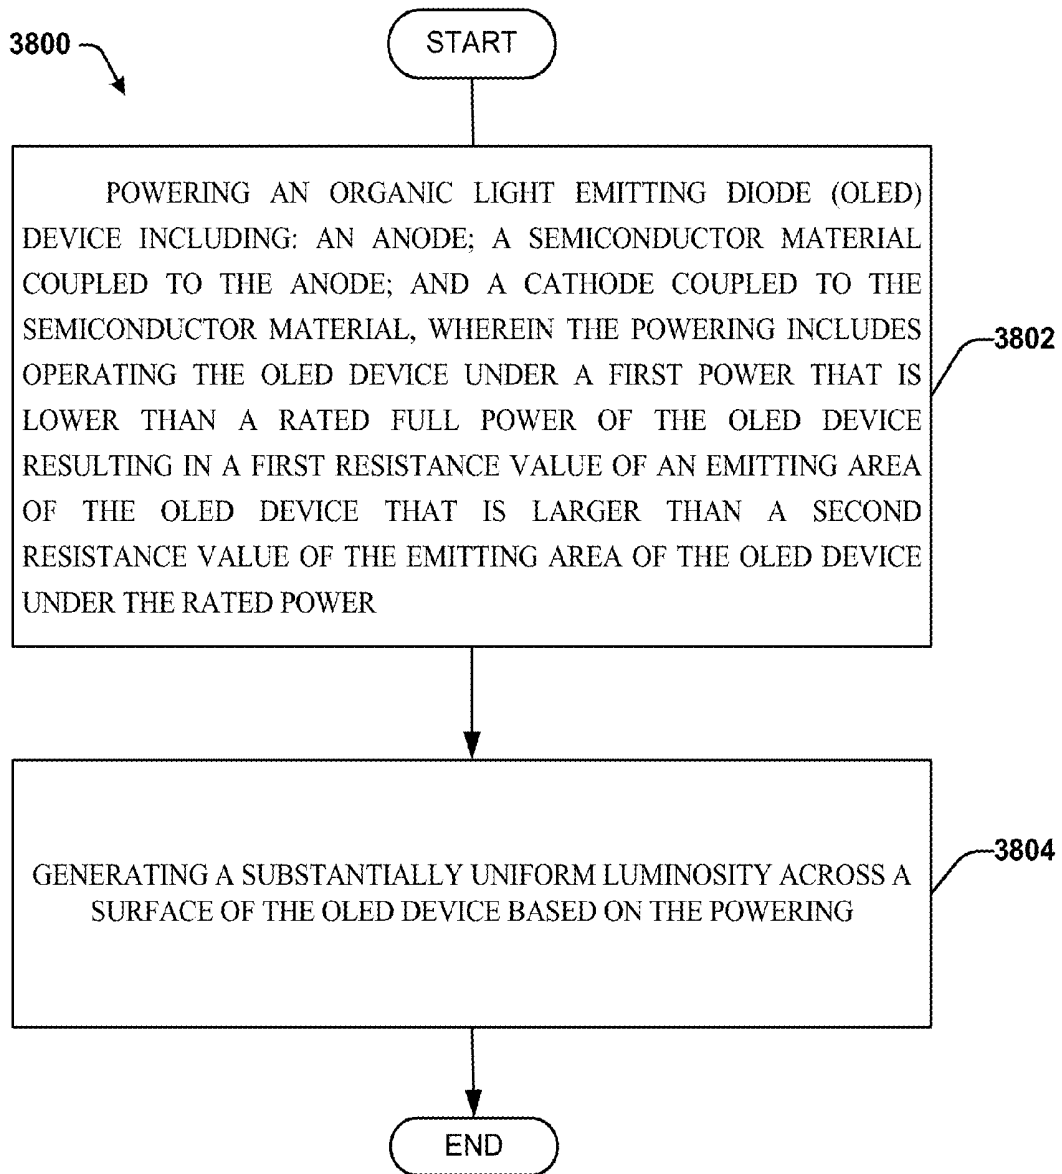 3800
START
POWERING AN ORGANIC LIGHT EMITTING DIODE (OLED)
DEVICE INCLUDING: AN ANODE; A SEMICONDUCTOR MATERIAL
COUPLED TO THE ANODE; AND A CATHODE COUPLED TO THE
SEMICONDUCTOR MATERIAL, WHEREIN THE POWERING INCLUDES
OPERATING THE OLED DEVICE UNDER A FIRST POWER THAT IS
LOWER THAN A RATED FULL POWER OF THE OLED DEVICE
RESULTING IN A FIRST RESISTANCE VALUE OF AN EMITTING AREA
OF THE OLED DEVICE THAT IS LARGER THAN A SECOND
RESISTANCE VALUE OF THE EMITTING AREA OF THE OLED DEVICE
UNDER THE RATED POWER
3802
GENERATING A SUBSTANTIALLY UNIFORM LUMINOSITY ACROSS A
SURFACE OF THE OLED DEVICE BASED ON THE POWERING
3804
END